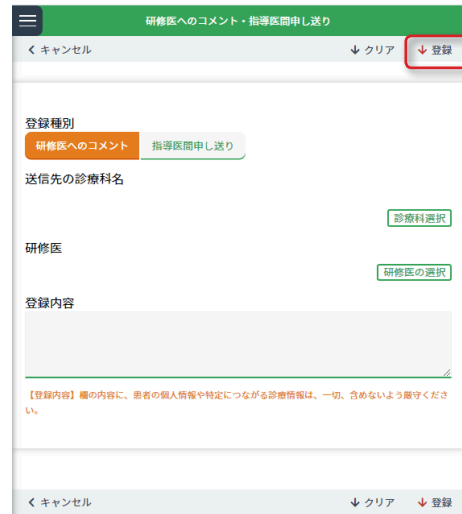 研修医へのコメント・指導医間申し送り
キャンセル クリア 登録
登録種別
研修医へのコメント 指導医間申し送り
送信先の診療科名
診療科選択
研修医
研修医の選択
登録内容
【登録内容】欄の内容に、患者の個人情報や特定につながる診療情報は、一切、含めないよう厳守くださ
い。
キャンセル クリア 登録